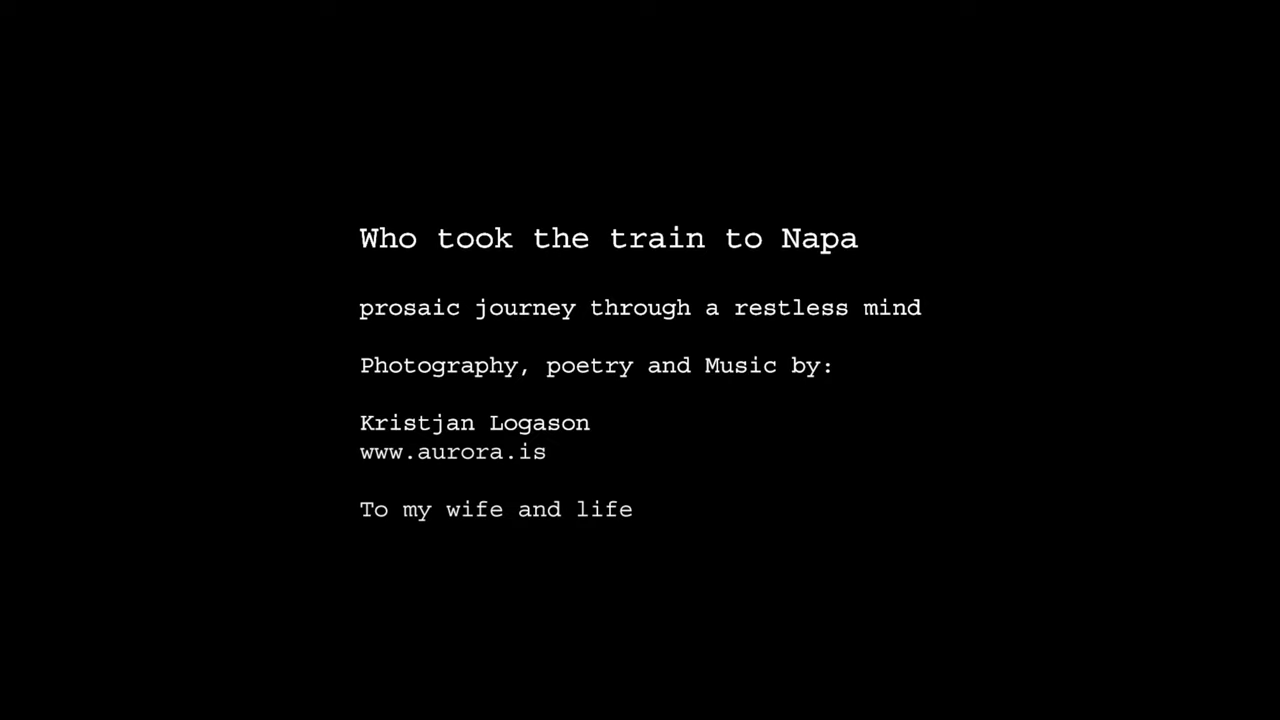 Who took the train to Napa
prosaic journey through a restless mind
Photography, poetry and Music by:
Kristjan Logason
www.aurora.is
To my wife and life